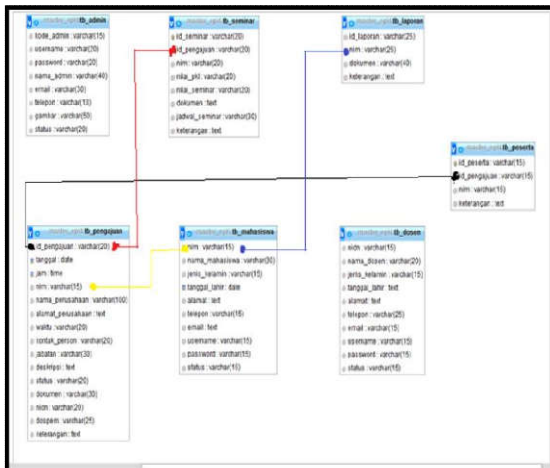 tb_admin
kode_admin : varchar(15)
username : varchar(20)
password : varchar(20)
nama_admin : varchar(40)
email : varchar(30)
telepon : varchar(13)
gambar : varchar(50)
status : varchar(20)
tb_seminar
id_seminar : varchar(20)
id_pengajuan : varchar(20)
nim : varchar(20)
nilai_pkl : varchar(20)
nilai_seminar : varchar(20)
dokumen : text
jadwal_seminar : varchar(30)
keterangan : text
tb_laporan
id_laporan : varchar(25)
nim : varchar(25)
dokumen : varchar(40)
keterangan : text
tb_peserta
id_peserta : varchar(15)
id_pengajuan : varchar(15)
nim : varchar(15)
keterangan : text
tb_pengajuan
id_pengajuan : varchar(20)
tanggal : date
jam : time
nim : varchar(15)
nama_perusahaan : varchar(100)
alamat_perusahaan : text
waktu : varchar(20)
kontak_person : varchar(20)
jabatan : varchar(30)
deskripsi : text
status : varchar(20)
dokumen : varchar(30)
nidn : varchar(20)
dospem : varchar(25)
keterangan : text
tb_mahasiswa
nim : varchar(15)
nama_mahasiswa : varchar(30)
jenis_kelamin : varchar(15)
tanggal_lahir : date
alamat : text
telepon : varchar(15)
email : text
username : varchar(15)
password : varchar(15)
status : varchar(15)
tb_dosen
nidn : varchar(15)
nama_dosen : varchar(20)
jenis_kelamin : varchar(15)
tanggal_lahir : text
alamat : text
telepon : varchar(25)
email : varchar(15)
username : varchar(15)
password : varchar(15)
status : varchar(15)